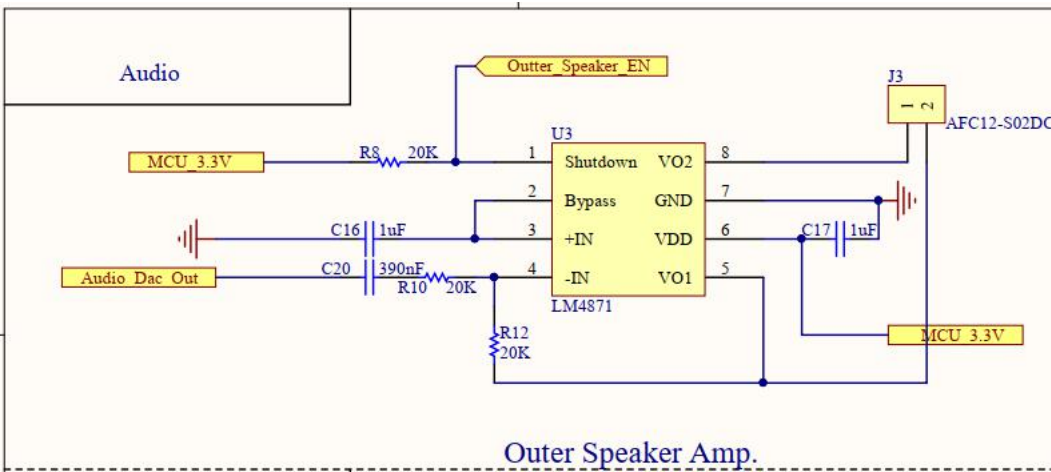 Audio
Outter_Speaker_EN
J3
1 2
AFC12-S02DC
U3
MCU_3.3V
R8 20K
1 Shutdown VO2 8
2 Bypass GND 7
C16 1uF
3 +IN VDD 6
C17 1uF
Audio_Dac_Out
C20 390nF
R10 20K
4 -IN VO1 5
LM4871
R12
20K
MCU_3.3V
Outer Speaker Amp.